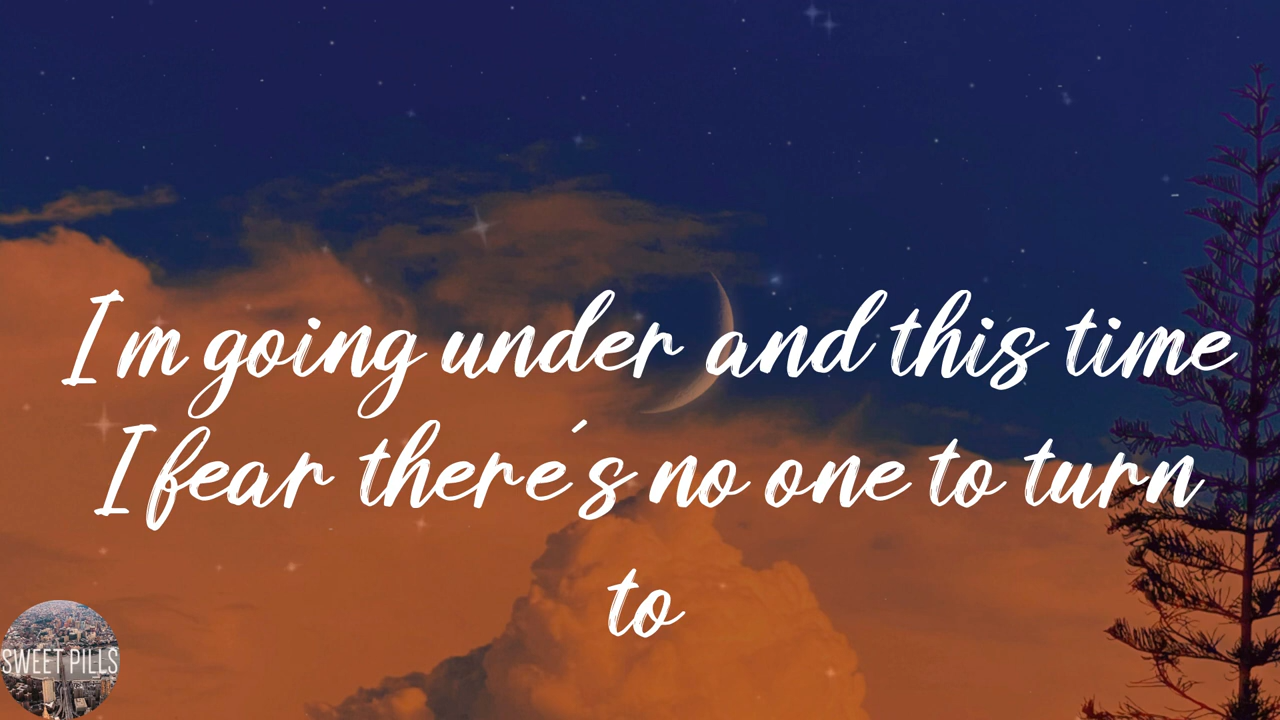 I m going under and this time
I fear there's no one to turn
to
SWEET PILLS